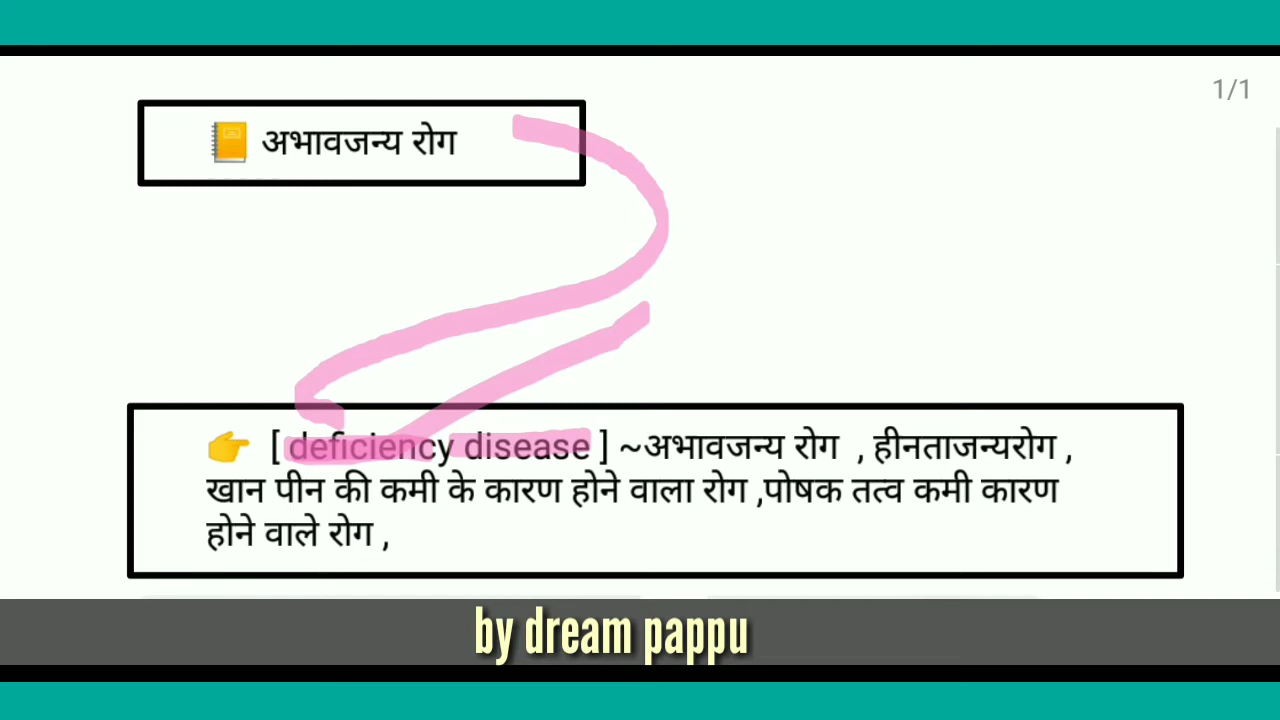 1/1
📒 अभावजन्य रोग
👉 [ deficiency disease ] ~अभावजन्य रोग , हीनताजन्यरोग ,
खान पीन की कमी के कारण होने वाला रोग ,पोषक तत्व कमी कारण
होने वाले रोग ,
by dream pappu